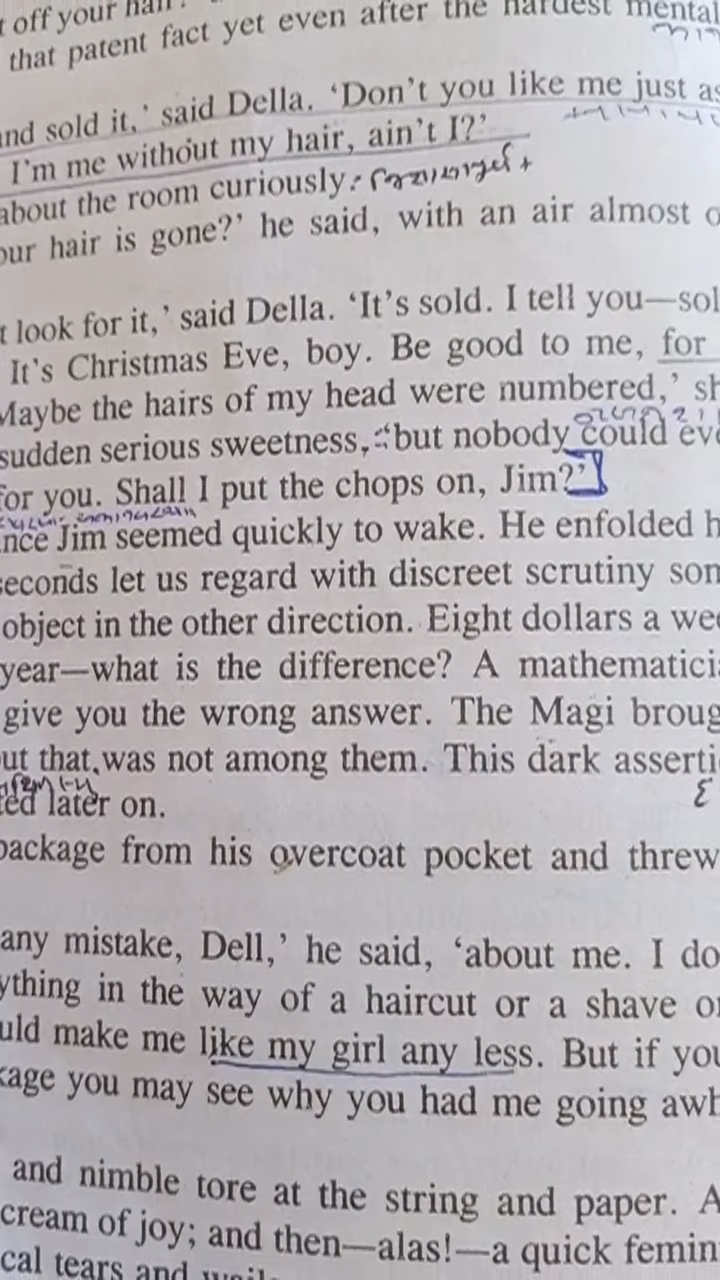 off your
that patent fact yet even after the hardest mental
and sold it,' said Della. 'Don't you like me just as
I'm me without my hair, ain't I?'
about the room curiously.
our hair is gone?' he said, with an air almost o
t look for it,' said Della. 'It's sold. I tell you—sol
It's Christmas Eve, boy. Be good to me, for
Maybe the hairs of my head were numbered,' sh
sudden serious sweetness, 'but nobody could eve
for you. Shall I put the chops on, Jim?'
nce Jim seemed quickly to wake. He enfolded h
seconds let us regard with discreet scrutiny som
object in the other direction. Eight dollars a wee
year—what is the difference? A mathematicia
give you the wrong answer. The Magi broug
ut that was not among them. This dark asserti
ted later on.
package from his overcoat pocket and threw
any mistake, Dell,' he said, 'about me. I do
ything in the way of a haircut or a shave or
uld make me like my girl any less. But if you
kage you may see why you had me going awh
and nimble tore at the string and paper. A
cream of joy; and then—alas!—a quick femin
cal tears and